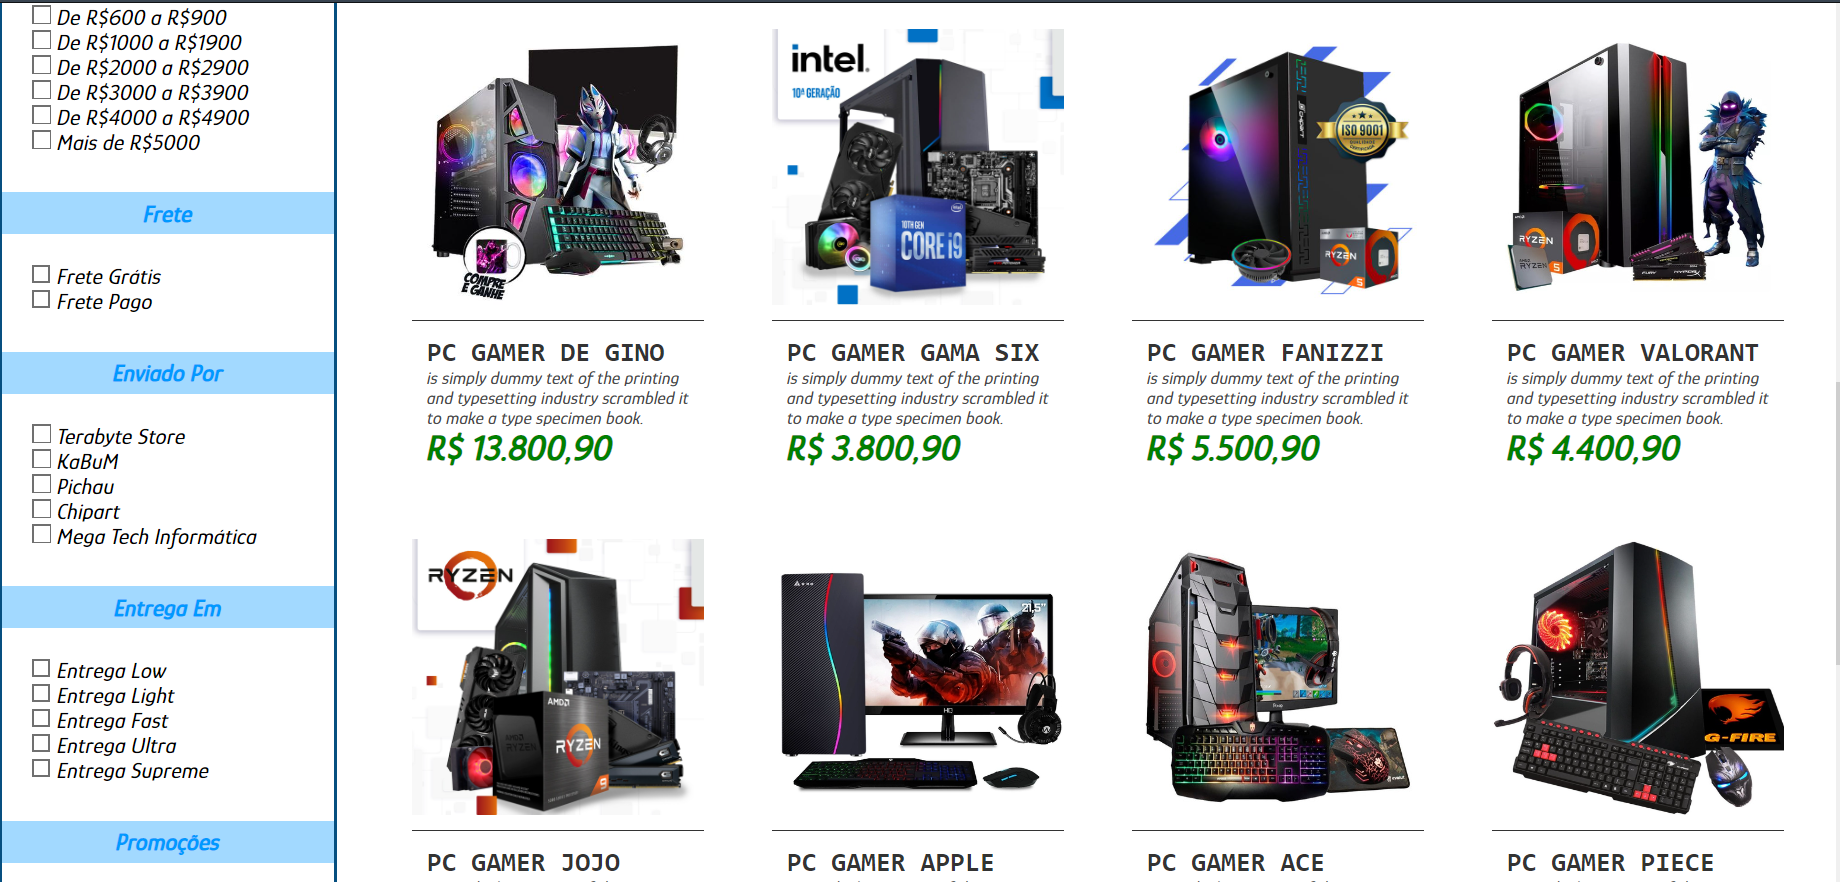 De R$600 a R$900
De R$1000 a R$1900
De R$2000 a R$2900
De R$3000 a R$3900
De R$4000 a R$4900
Mais de R$5000
Frete
Frete Grátis
Frete Pago
Enviado Por
Terabyte Store
KaBuM
Pichau
Chipart
Mega Tech Informática
Entrega Em
Entrega Low
Entrega Light
Entrega Fast
Entrega Ultra
Entrega Supreme
Promoções
COMPRE
E GANHE
PC GAMER DE GINO
is simply dummy text of the printing
and typesetting industry scrambled it
to make a type specimen book.
R$ 13.800,90
intel.
10ª GERAÇÃO
intel
10TH GEN
CORE i9
PC GAMER GAMA SIX
is simply dummy text of the printing
and typesetting industry scrambled it
to make a type specimen book.
R$ 3.800,90
ISO 9001
RYZEN
5
PC GAMER FANIZZI
is simply dummy text of the printing
and typesetting industry scrambled it
to make a type specimen book.
R$ 5.500,90
RYZEN
5
RYZEN
FURY
HYPERX
PC GAMER VALORANT
is simply dummy text of the printing
and typesetting industry scrambled it
to make a type specimen book.
R$ 4.400,90
RYZEN
AMD
RYZEN
RYZEN
9
PC GAMER JOJO
21,5"
HQ
PC GAMER APPLE
PC GAMER ACE
G-FIRE
PC GAMER PIECE